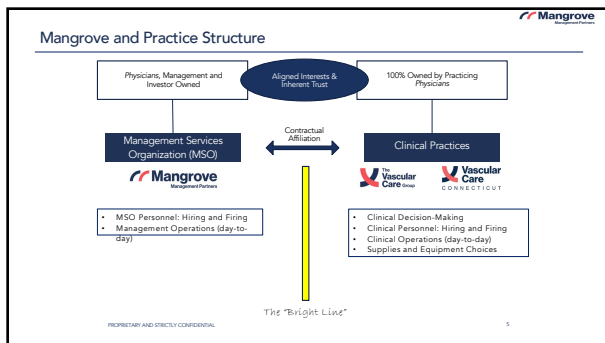 Mangrove
Management Partners
Mangrove and Practice Structure
Physicians, Management and
Investor Owned
Aligned Interests &
Inherent Trust
100% Owned by Practicing
Physicians
Management Services
Organization (MSO)
Contractual
Affiliation
Clinical Practices
Mangrove
Management Partners
The
Vascular
Care Group
Vascular
Care
CONNECTICUT
• MSO Personnel: Hiring and Firing
• Management Operations (day-to-
day)
• Clinical Decision-Making
• Clinical Personnel: Hiring and Firing
• Clinical Operations (day-to-day)
• Supplies and Equipment Choices
The "Bright Line"
PROPRIETARY AND STRICTLY CONFIDENTIAL
5